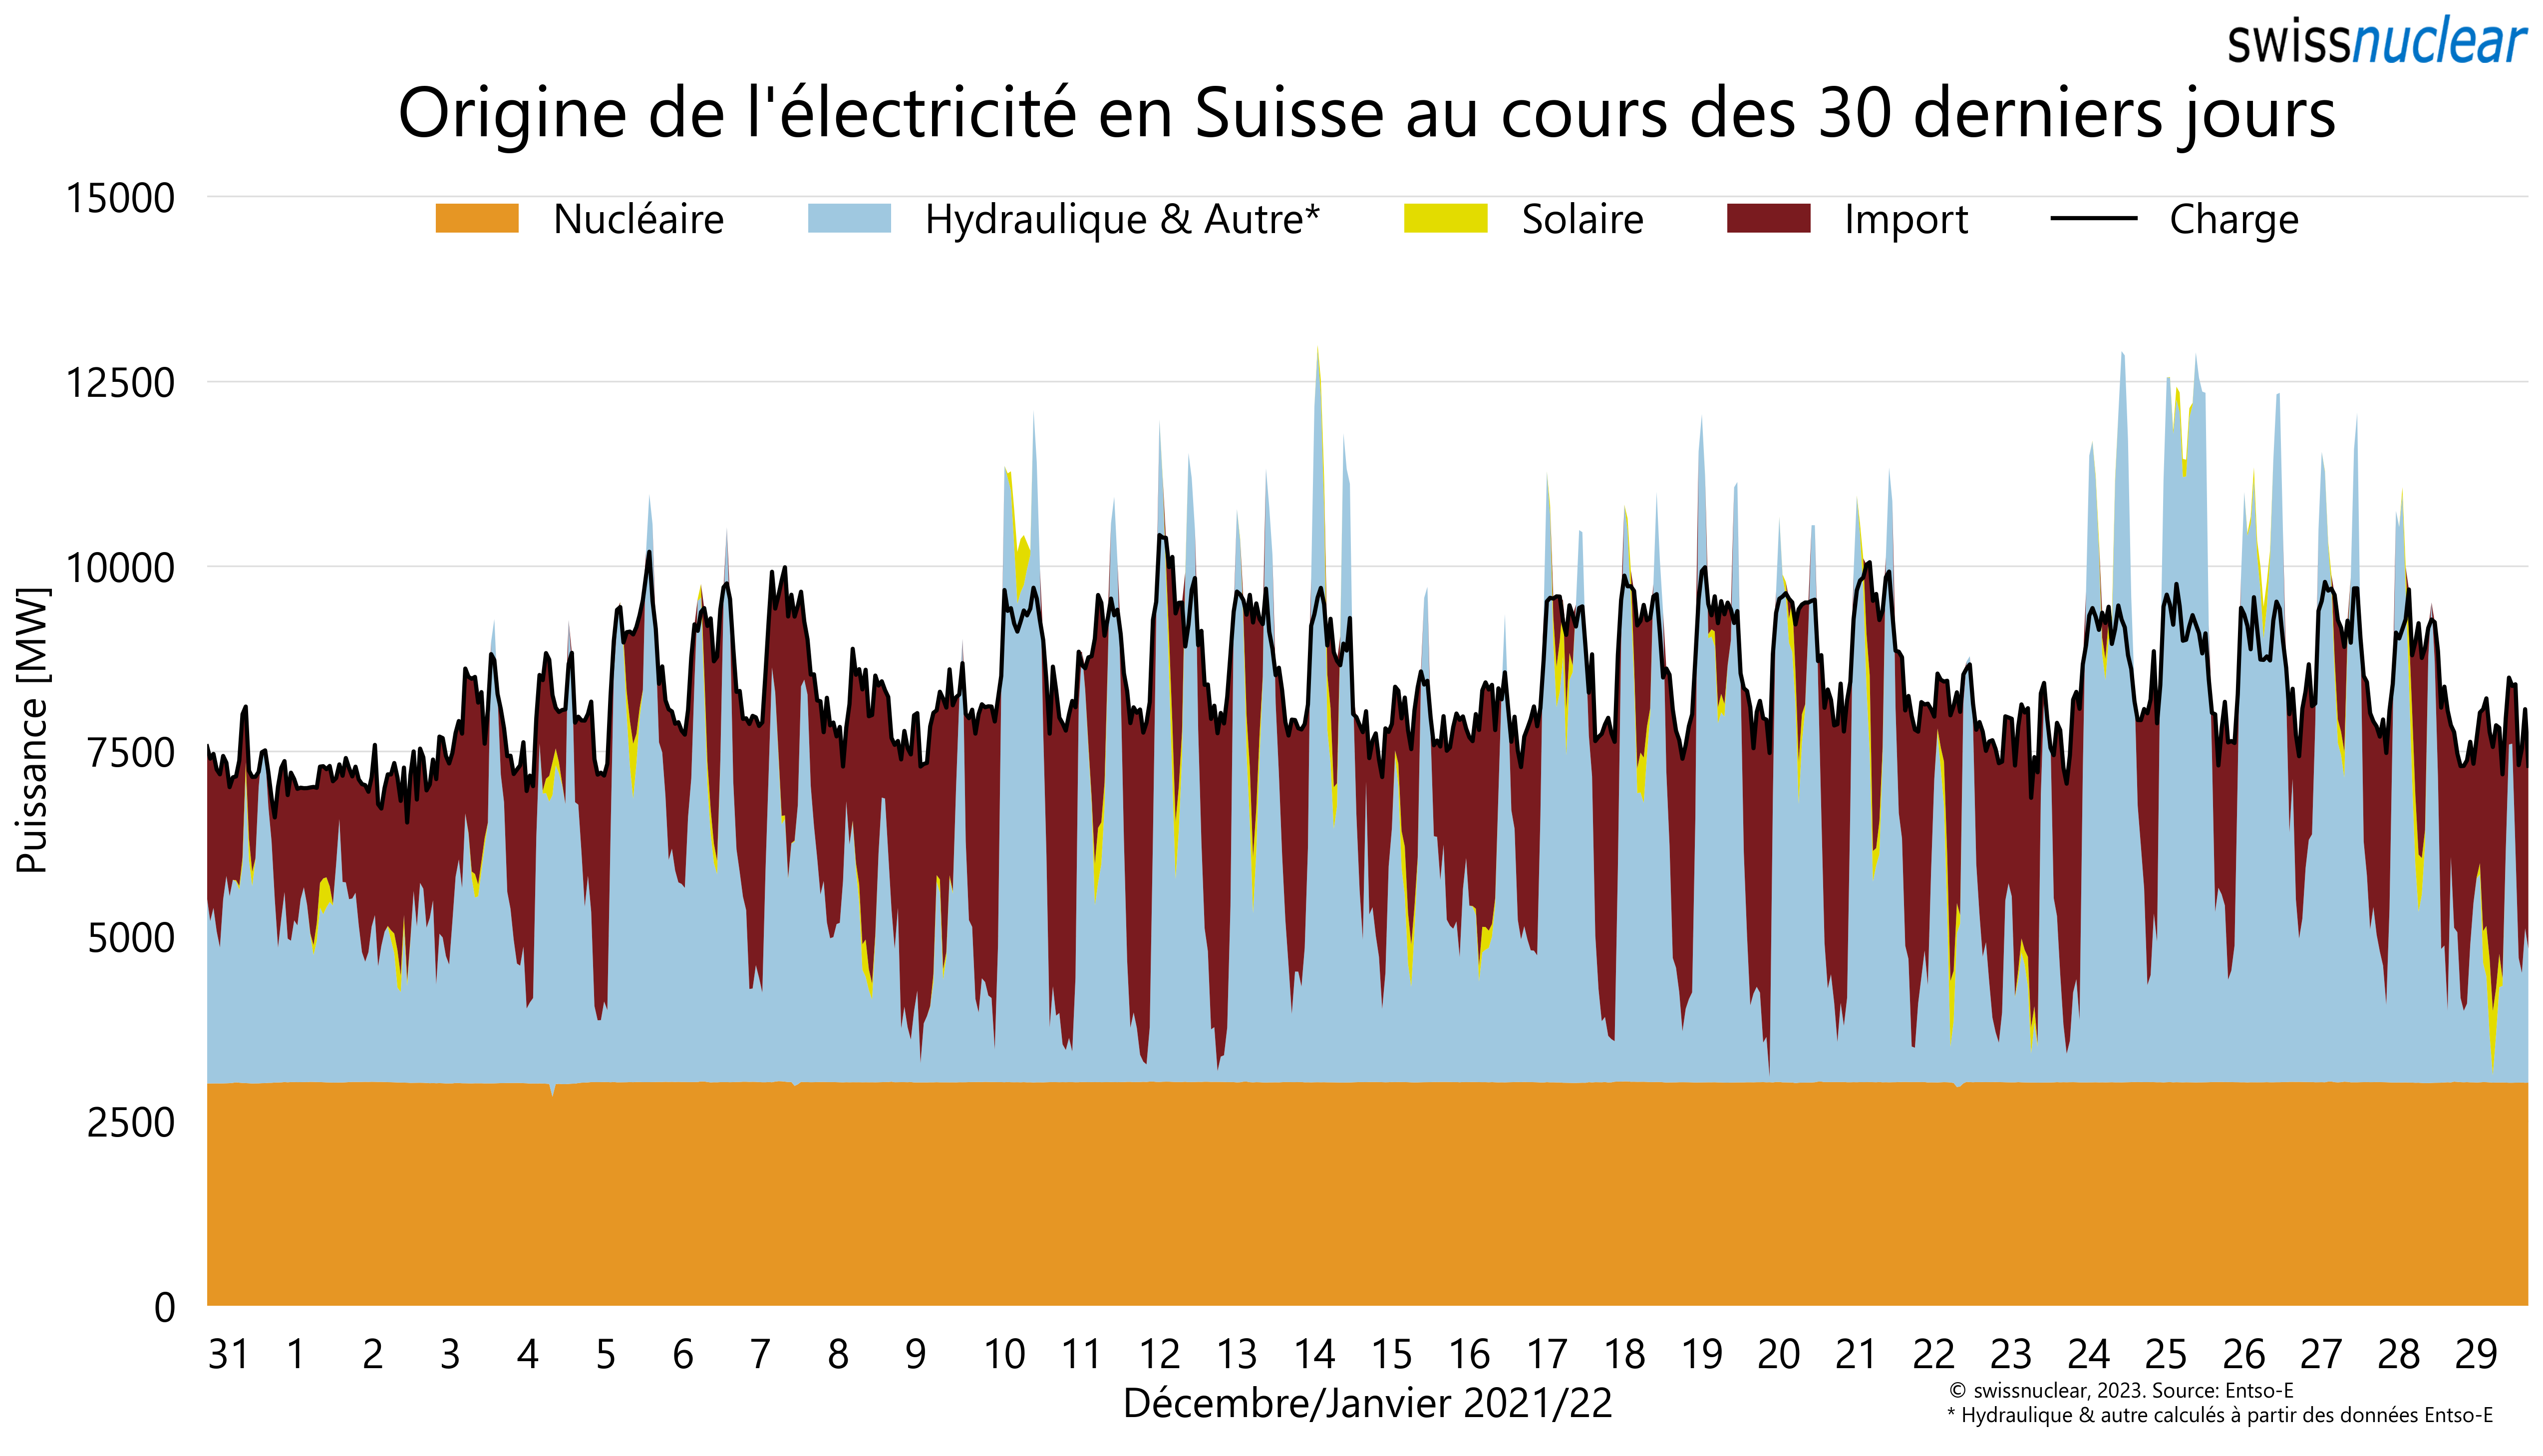 swissnuclear
Origine de l'électricité en Suisse au cours des 30 derniers jours
15000
Nucléaire Hydraulique & Autre* Solaire Import Charge
12500
10000
7500
5000
2500
0
Puissance [MW]
31 1 2 3 4 5 6 7 8 9 10 11 12 13 14 15 16 17 18 19 20 21 22 23 24 25 26 27 28 29
Décembre/Janvier 2021/22
© swissnuclear, 2023. Source: Entso-E
* Hydraulique & autre calculés à partir des données Entso-E